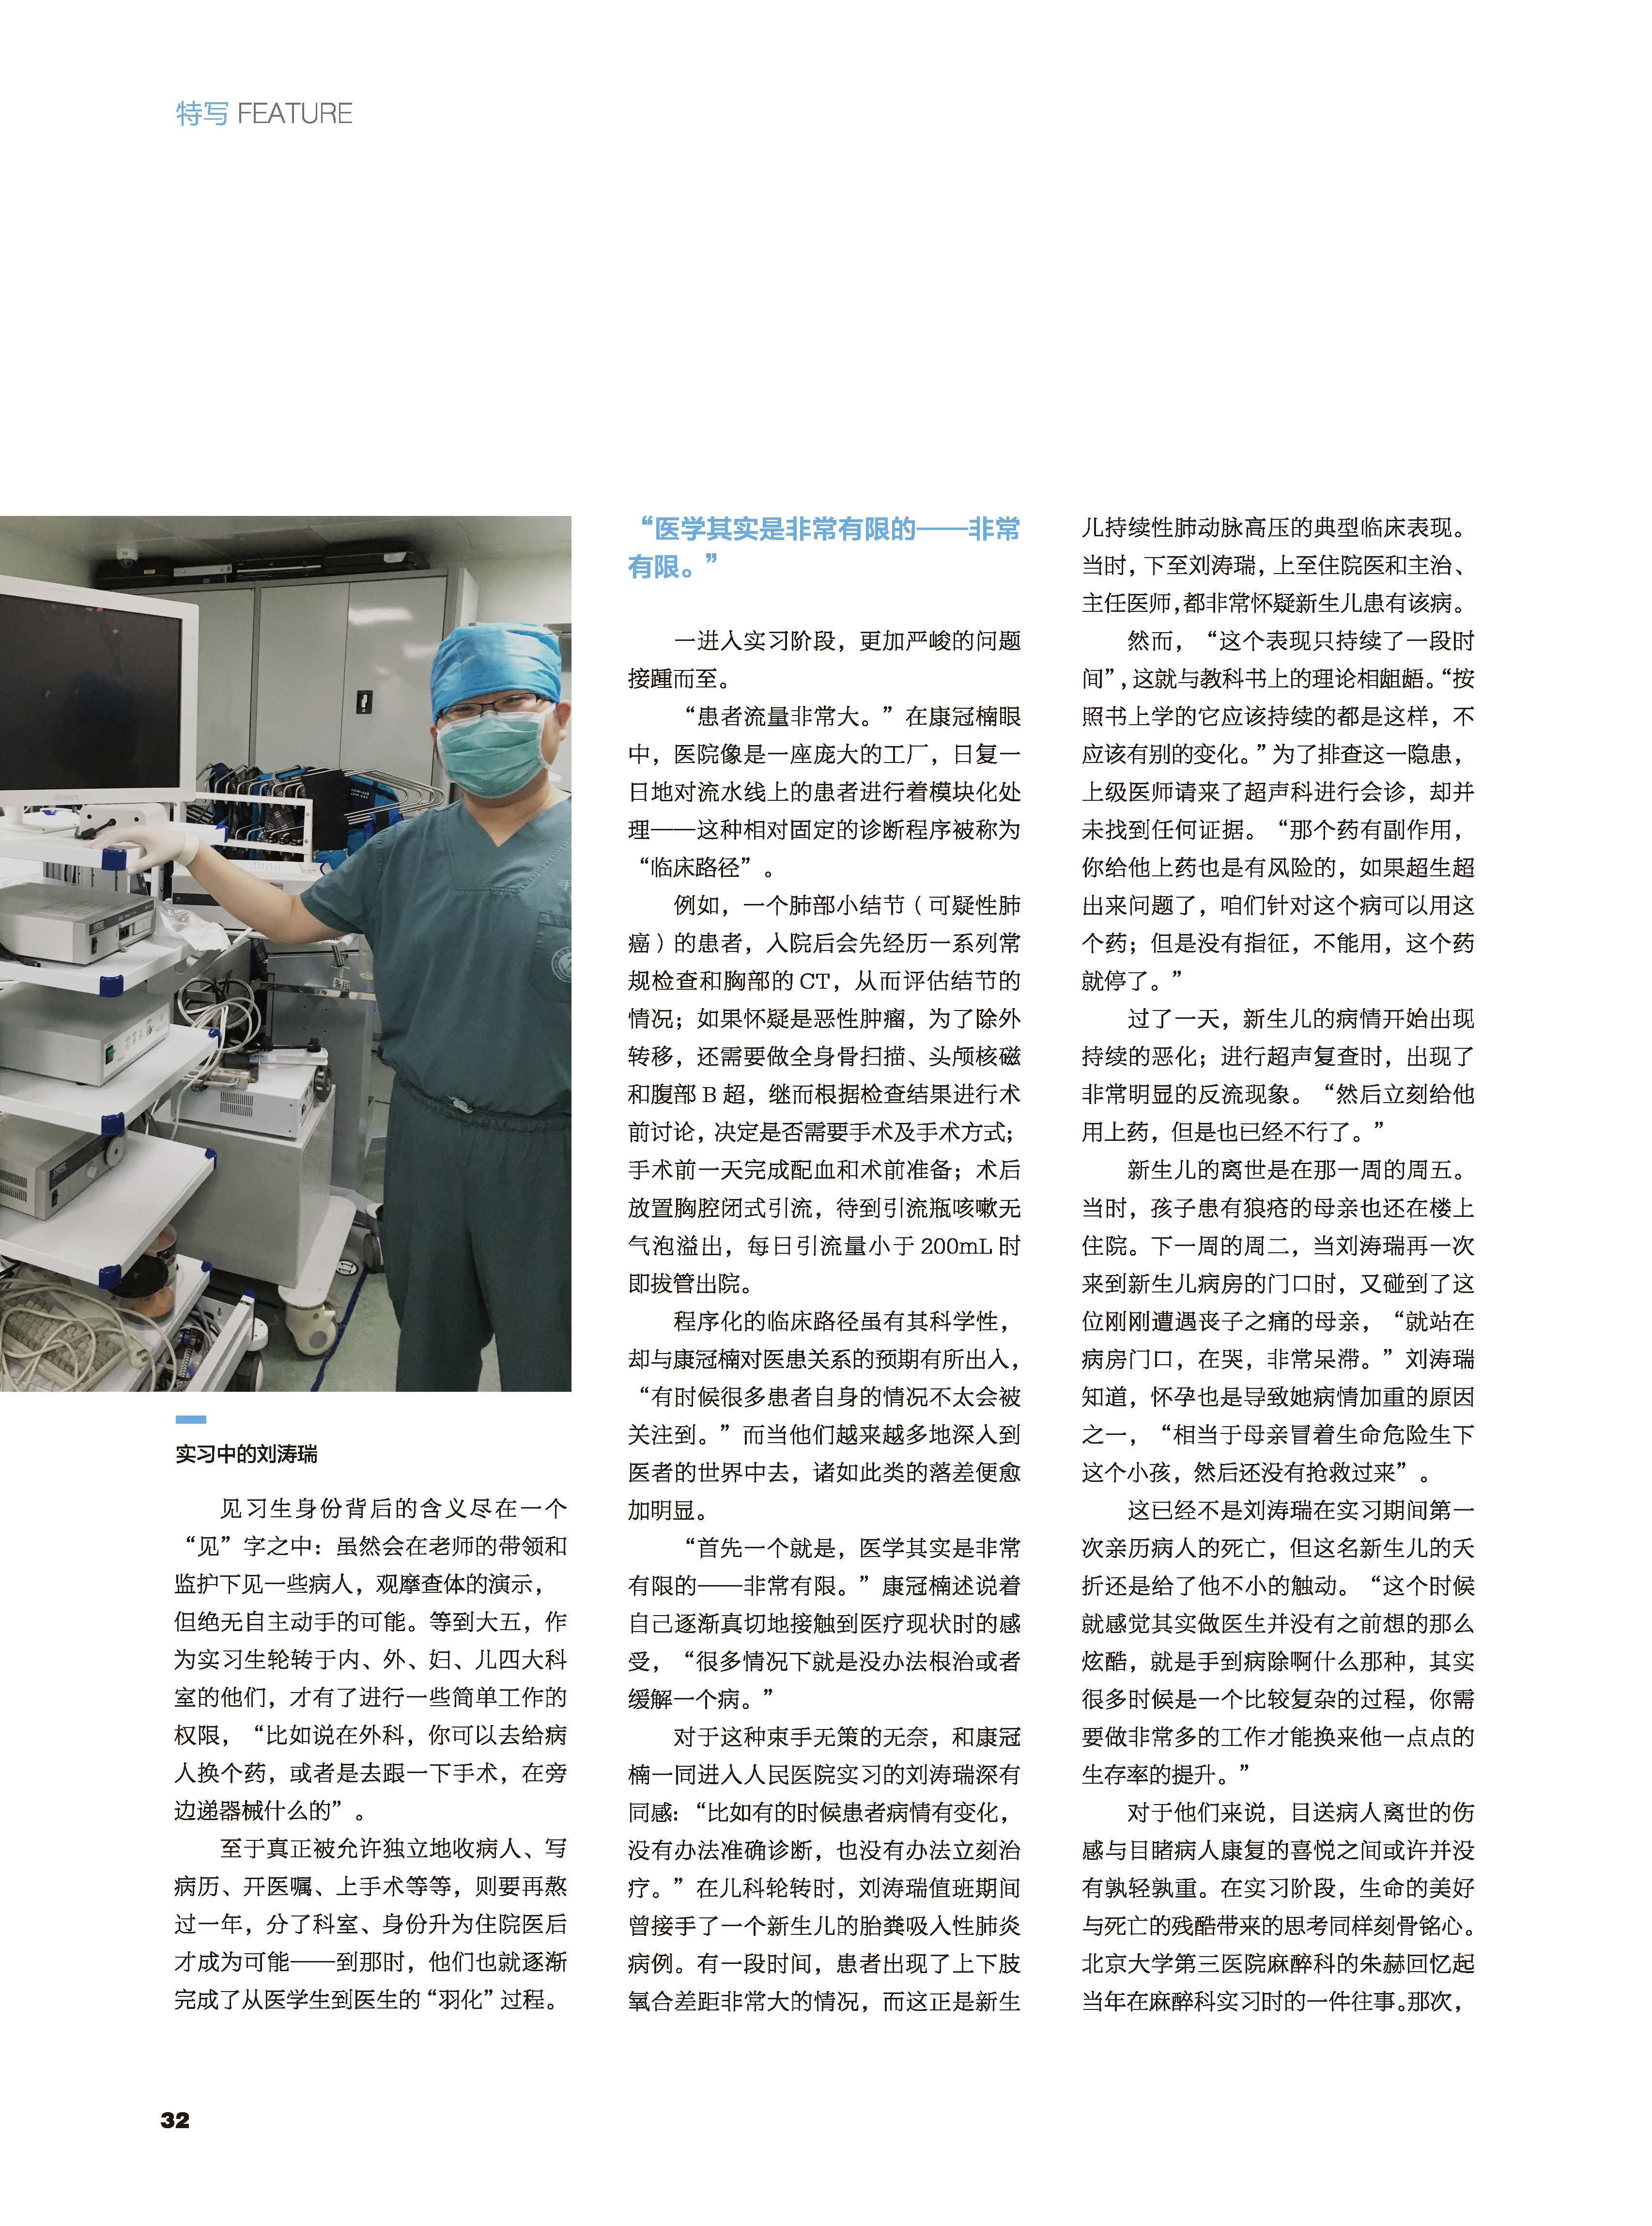 特写 FEATURE
实习中的刘涛瑞
见习生身份背后的含义尽在一个
“见”字之中：虽然会在老师的带领和
监护下见一些病人，观摩查体的演示，
但绝无自主动手的可能。等到大五，作
为实习生轮转于内、外、妇、儿四大科
室的他们，才有了进行一些简单工作的
权限，“比如说在外科，你可以去给病
人换个药，或者是去跟一下手术，在旁
边递器械什么的”。
至于真正被允许独立地收病人、写
病历、开医嘱、上手术等等，则要再熬
过一年，分了科室、身份升为住院医后
才成为可能——到那时，他们也就逐渐
完成了从医学生到医生的“羽化”过程。
“医学其实是非常有限的——非常
有限。”
一进入实习阶段，更加严峻的问题
接踵而至。
“患者流量非常大。”在康冠楠眼
中，医院像是一座庞大的工厂，日复一
日地对流水线上的患者进行着模块化处
理——这种相对固定的诊断程序被称为
“临床路径”。
例如，一个肺部小结节（可疑性肺
癌）的患者，入院后会先经历一系列常
规检查和胸部的 CT，从而评估结节的
情况；如果怀疑是恶性肿瘤，为了除外
转移，还需要做全身骨扫描、头颅核磁
和腹部 B 超，继而根据检查结果进行术
前讨论，决定是否需要手术及手术方式；
手术前一天完成配血和术前准备；术后
放置胸腔闭式引流，待到引流瓶咳嗽无
气泡溢出，每日引流量小于 200mL 时
即拔管出院。
程序化的临床路径虽有其科学性，
却与康冠楠对医患关系的预期有所出入，
“有时候很多患者自身的情况不太会被
关注到。”而当他们越来越多地深入到
医者的世界中去，诸如此类的落差便愈
加明显。
“首先一个就是，医学其实是非常
有限的——非常有限。”康冠楠述说着
自己逐渐真切地接触到医疗现状时的感
受，“很多情况下就是没办法根治或者
缓解一个病。”
对于这种束手无策的无奈，和康冠
楠一同进入人民医院实习的刘涛瑞深有
同感：“比如有的时候患者病情有变化，
没有办法准确诊断，也没有办法立刻治
疗。”在儿科轮转时，刘涛瑞值班期间
曾接手了一个新生儿的胎粪吸入性肺炎
病例。有一段时间，患者出现了上下肢
氧合差距非常大的情况，而这正是新生
儿持续性肺动脉高压的典型临床表现。
当时，下至刘涛瑞，上至住院医和主治、
主任医师，都非常怀疑新生儿患有该病。
然而，“这个表现只持续了一段时
间”，这就与教科书上的理论相龃龉。“按
照书上学的它应该持续的都是这样，不
应该有别的变化。”为了排查这一隐患，
上级医师请来了超声科进行会诊，却并
未找到任何证据。“那个药有副作用，
你给他上药也是有风险的，如果超生超
出来问题了，咱们针对这个病可以用这
个药；但是没有指征，不能用，这个药
就停了。”
过了一天，新生儿的病情开始出现
持续的恶化；进行超声复查时，出现了
非常明显的反流现象。“然后立刻给他
用上药，但是也已经不行了。”
新生儿的离世是在那一周的周五。
当时，孩子患有狼疮的母亲也还在楼上
住院。下一周的周二，当刘涛瑞再一次
来到新生儿病房的门口时，又碰到了这
位刚刚遭遇丧子之痛的母亲，“就站在
病房门口，在哭，非常呆滞。”刘涛瑞
知道，怀孕也是导致她病情加重的原因
之一，“相当于母亲冒着生命危险生下
这个小孩，然后还没有抢救过来”。
这已经不是刘涛瑞在实习期间第一
次亲历病人的死亡，但这名新生儿的夭
折还是给了他不小的触动。“这个时候
就感觉其实做医生并没有之前想的那么
炫酷，就是手到病除啊什么那种，其实
很多时候是一个比较复杂的过程，你需
要做非常多的工作才能换来他一点点的
生存率的提升。”
对于他们来说，目送病人离世的伤
感与目睹病人康复的喜悦之间或许并没
有孰轻孰重。在实习阶段，生命的美好
与死亡的残酷带来的思考同样刻骨铭心。
北京大学第三医院麻醉科的朱赫回忆起
当年在麻醉科实习时的一件往事。那次，
32